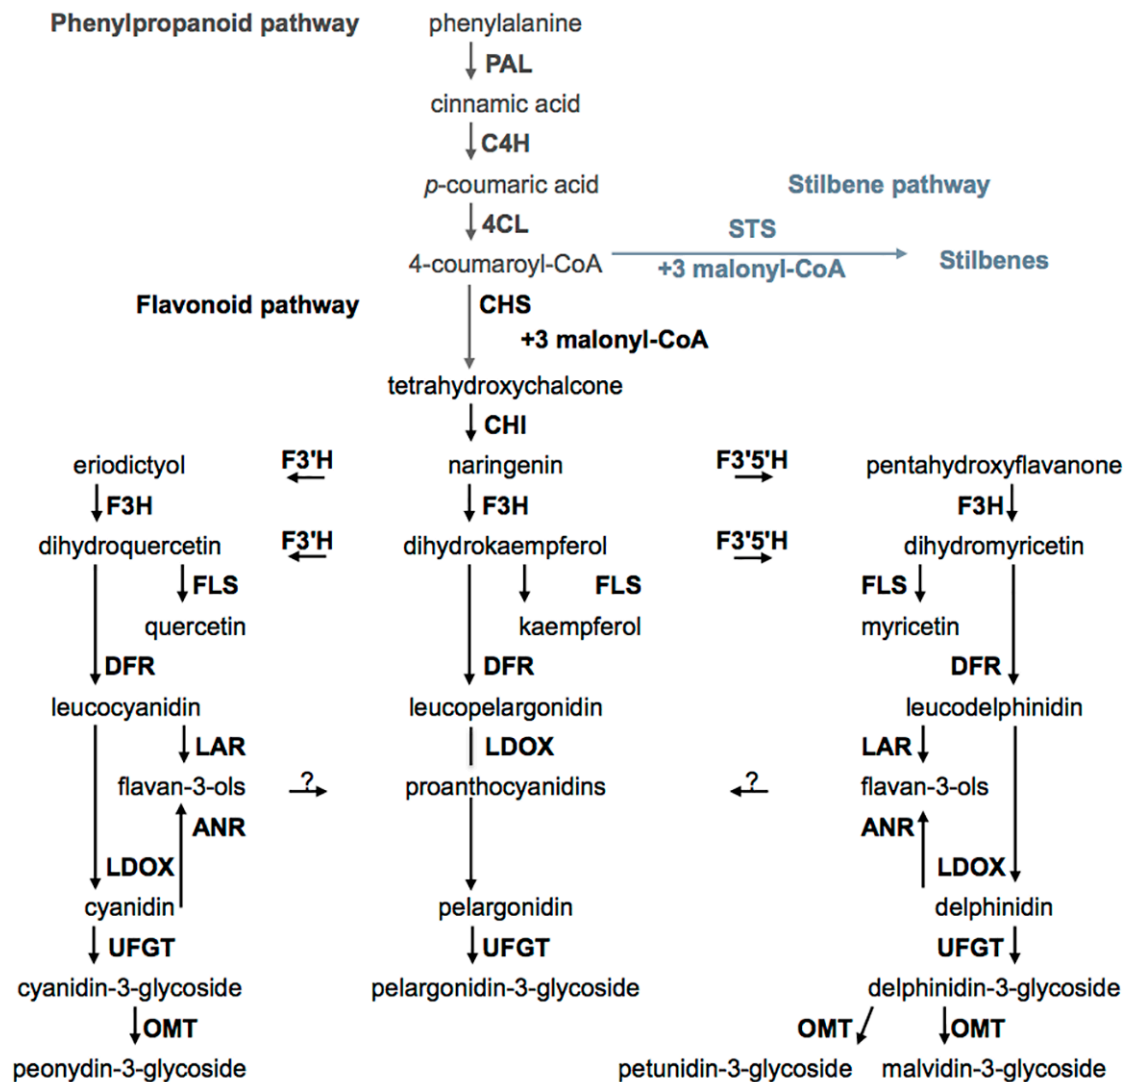 Phenylpropanoid pathway phenylalanine
PAL
cinnamic acid
C4H
p-coumaric acid Stilbene pathway
4CL STS
4-coumaroyl-CoA +3 malonyl-CoA Stilbenes
Flavonoid pathway CHS
+3 malonyl-CoA
tetrahydroxychalcone
CHI
eriodictyol F3'H naringenin F3'5'H pentahydroxyflavanone
F3H F3H F3H
dihydroquercetin F3'H dihydrokaempferol F3'5'H dihydromyricetin
FLS FLS FLS
quercetin kaempferol myricetin
DFR DFR DFR
leucocyanidin leucopelargonidin leucodelphinidin
LAR LDOX LAR
flavan-3-ols ? proanthocyanidins ? flavan-3-ols
ANR ANR
LDOX LDOX
cyanidin pelargonidin delphinidin
UFGT UFGT UFGT
cyanidin-3-glycoside pelargonidin-3-glycoside delphinidin-3-glycoside
OMT OMT OMT
peonydin-3-glycoside petunidin-3-glycoside malvidin-3-glycoside